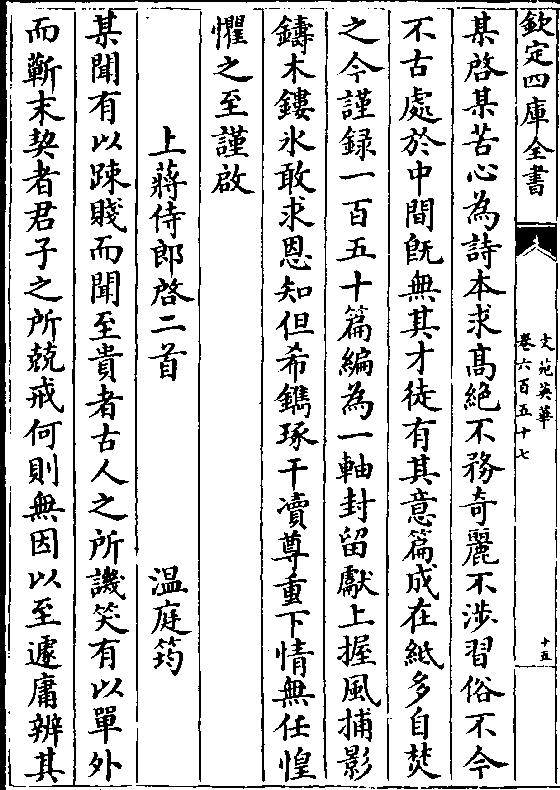 欽定四庫全書
文苑英華
卷六百五十七
十五
某啓某苦心為詩本求髙絶不務奇麗不涉習俗不今
不古處於中間旣無其才徒有其意篇成在紙多自焚
之今謹録一百五十篇編為一軸封留獻上握風捕影
鑄木鏤氷敢求恩知但希鐫琢干瀆尊重下情無任惶
懼之至謹啟
上蔣侍郎啓二首 温庭筠
某聞有以踈賤而聞至貴者古人之所譏笑有以單外
而蘄末契者君子之所兢戒何則無因以至遽庸辨其